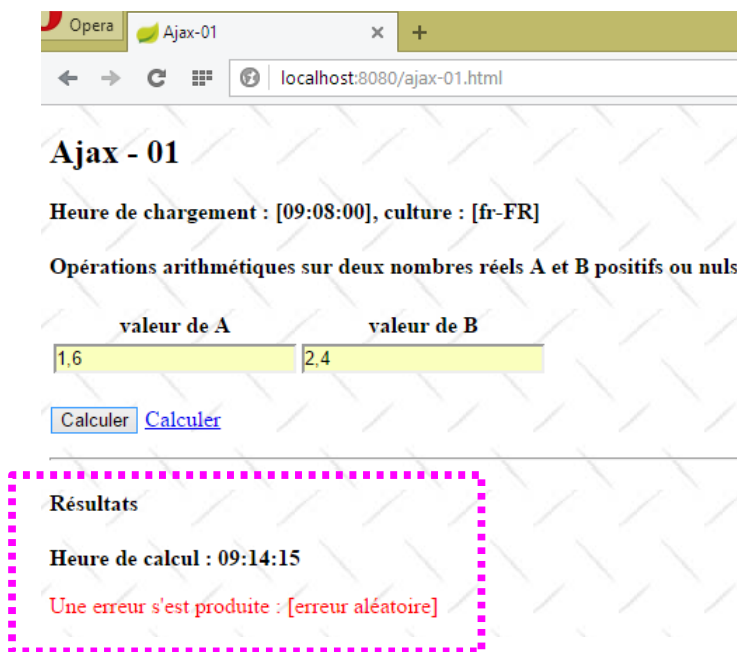 Opera
Ajax-01
localhost:8080/ajax-01.html
Ajax - 01
Heure de chargement : [09:08:00], culture : [fr-FR]
Opérations arithmétiques sur deux nombres réels A et B positifs ou nuls
valeur de A valeur de B
1,6 2,4
Calculer Calculer
Résultats
Heure de calcul : 09:14:15
Une erreur s'est produite : [erreur aléatoire]